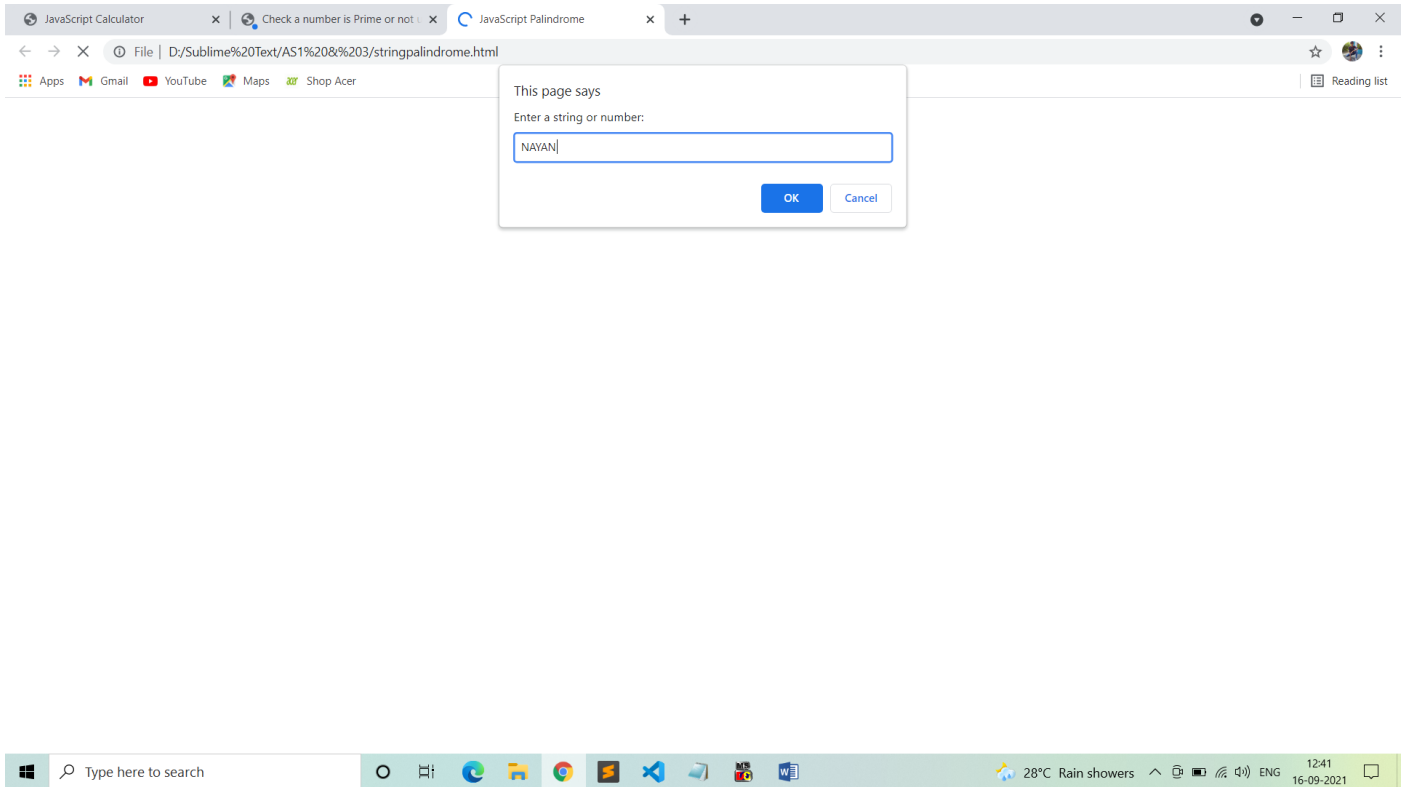 JavaScript Calculator
Check a number is Prime or not
JavaScript Palindrome
File | D:/Sublime%20Text/AS1%20&%203/stringpalindrome.html
Apps Gmail YouTube Maps Shop Acer Reading list
This page says
Enter a string or number:
NAYAN
OK Cancel
Type here to search
28°C Rain showers ENG
12:41
16-09-2021